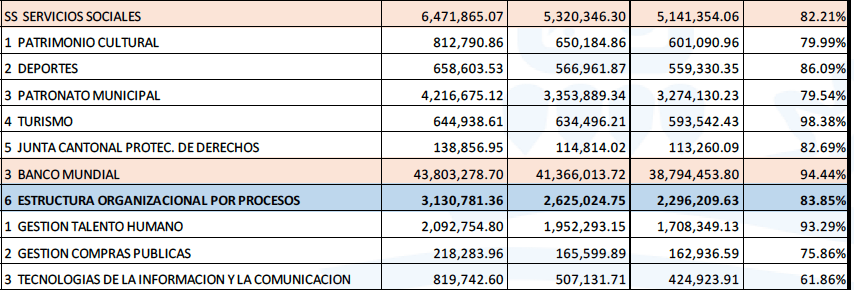 SS SERVICIOS SOCIALES 6,471,865.07 5,320,346.30 5,141,354.06 82.21%
1 PATRIMONIO CULTURAL 812,790.86 650,184.86 601,090.96 79.99%
2 DEPORTES 658,603.53 566,961.87 559,330.35 86.09%
3 PATRONATO MUNICIPAL 4,216,675.12 3,353,889.34 3,274,130.23 79.54%
4 TURISMO 644,938.61 634,496.21 593,542.43 98.38%
5 JUNTA CANTONAL PROTEC. DE DERECHOS 138,856.95 114,814.02 113,260.09 82.69%
3 BANCO MUNDIAL 43,803,278.70 41,366,013.72 38,794,453.80 94.44%
6 ESTRUCTURA ORGANIZACIONAL POR PROCESOS 3,130,781.36 2,625,024.75 2,296,209.63 83.85%
1 GESTION TALENTO HUMANO 2,092,754.80 1,952,293.15 1,708,349.13 93.29%
2 GESTION COMPRAS PUBLICAS 218,283.96 165,599.89 162,936.59 75.86%
3 TECNOLOGIAS DE LA INFORMACION Y LA COMUNICACION 819,742.60 507,131.71 424,923.91 61.86%